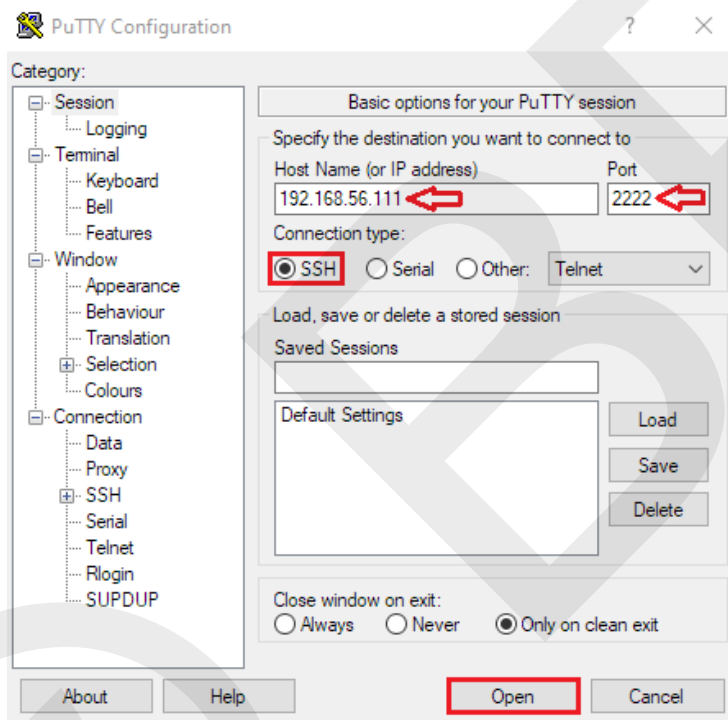 PuTTY Configuration
?
Category:
Session
Logging
Terminal
Keyboard
Bell
Features
Window
Appearance
Behaviour
Translation
Selection
Colours
Connection
Data
Proxy
SSH
Serial
Telnet
Rlogin
SUPDUP
Basic options for your PuTTY session
Specify the destination you want to connect to
Host Name (or IP address) Port
192.168.56.111 2222
Connection type:
SSH Serial Other: Telnet
Load, save or delete a stored session
Saved Sessions
Default Settings
Load
Save
Delete
Close window on exit:
Always Never Only on clean exit
About Help Open Cancel